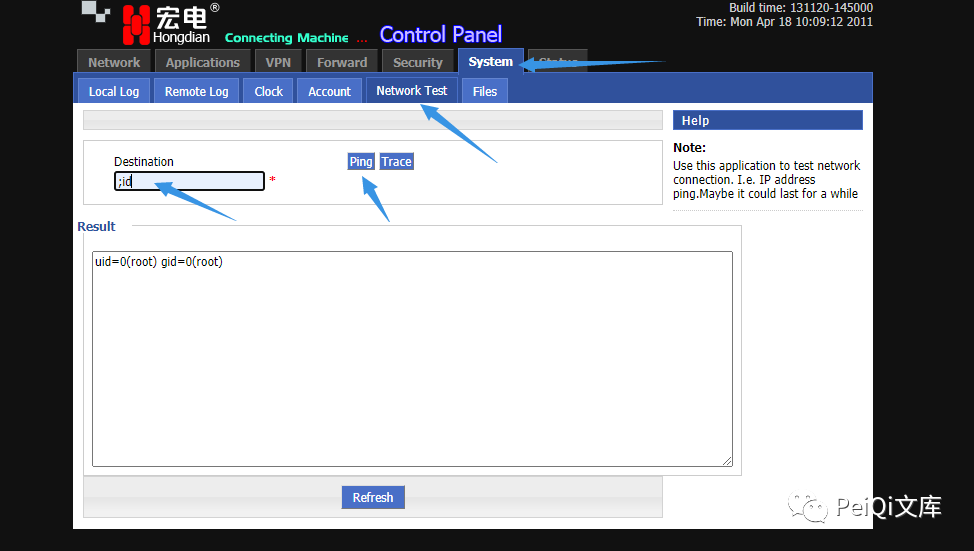 Build time: 131120-145000
Time: Mon Apr 18 10:09:12 2011
宏电®
Hongdian Connecting Machine ... Control Panel
Network Applications VPN Forward Security System Status
Local Log Remote Log Clock Account Network Test Files
Help
Note:
Use this application to test network
connection. I.e. IP address
ping.Maybe it could last for a while
Destination Ping Trace
;id *
Result
uid=0(root) gid=0(root)
Refresh
PeiQi文库